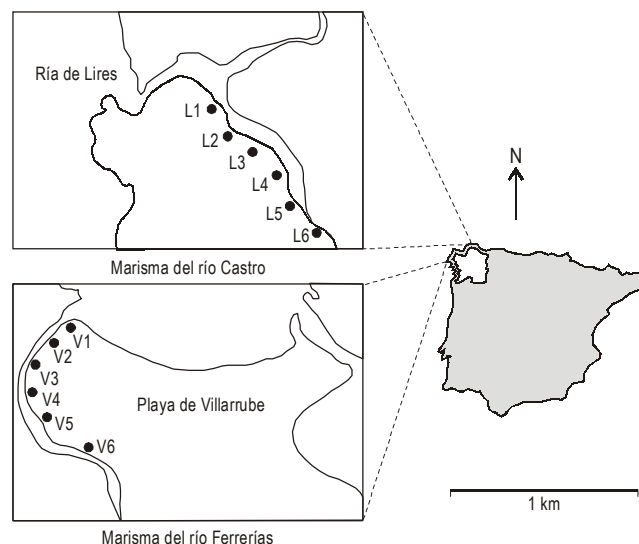 Ría de Lires
L1
L2
L3
L4
L5
L6
Marisma del río Castro
N
V1
V2
V3
V4
V5
V6
Playa de Villarrube
Marisma del río Ferrerías
1 km